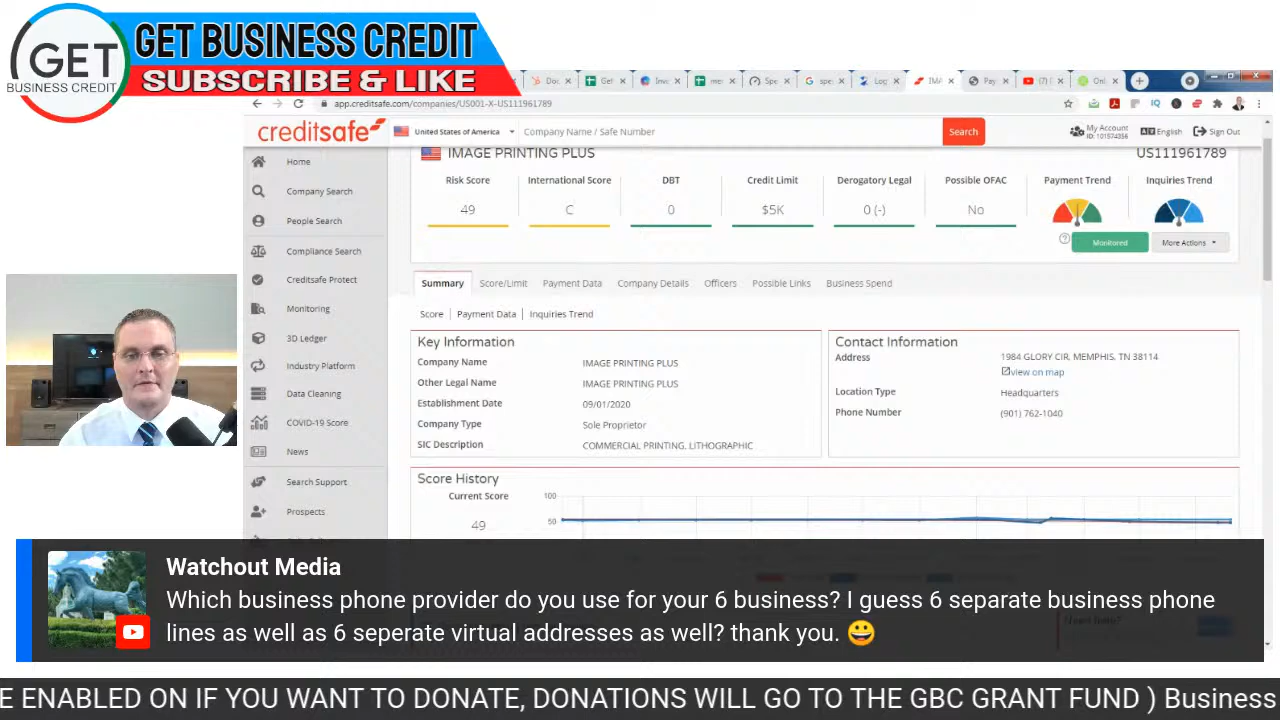 GET
BUSINESS CREDIT
GET BUSINESS CREDIT
SUBSCRIBE & LIKE
app.creditsafe.com/companies/US001-X-US111961789
creditsafe
United States of America
Company Name / Safe Number
Search
My Account
ID: 101574356
English
Sign Out
Home
Company Search
People Search
Compliance Search
Creditsafe Protect
Monitoring
3D Ledger
Industry Platform
Data Cleaning
COVID-19 Score
News
Search Support
Prospects
IMAGE PRINTING PLUS
US111961789
Risk Score
49
International Score
C
DBT
0
Credit Limit
$5K
Derogatory Legal
0 (-)
Possible OFAC
No
Payment Trend
Inquiries Trend
Monitored
More Actions
Summary
Score/Limit
Payment Data
Company Details
Officers
Possible Links
Business Spend
Score
Payment Data
Inquiries Trend
Key Information
Company Name IMAGE PRINTING PLUS
Other Legal Name IMAGE PRINTING PLUS
Establishment Date 09/01/2020
Company Type Sole Proprietor
SIC Description COMMERCIAL PRINTING, LITHOGRAPHIC
Contact Information
Address 1984 GLORY CIR, MEMPHIS, TN 38114
view on map
Location Type Headquarters
Phone Number (901) 762-1040
Score History
Current Score
49
100
50
Watchout Media
Which business phone provider do you use for your 6 business? I guess 6 separate business phone
lines as well as 6 seperate virtual addresses as well? thank you. 😀
E ENABLED ON IF YOU WANT TO DONATE, DONATIONS WILL GO TO THE GBC GRANT FUND ) Business